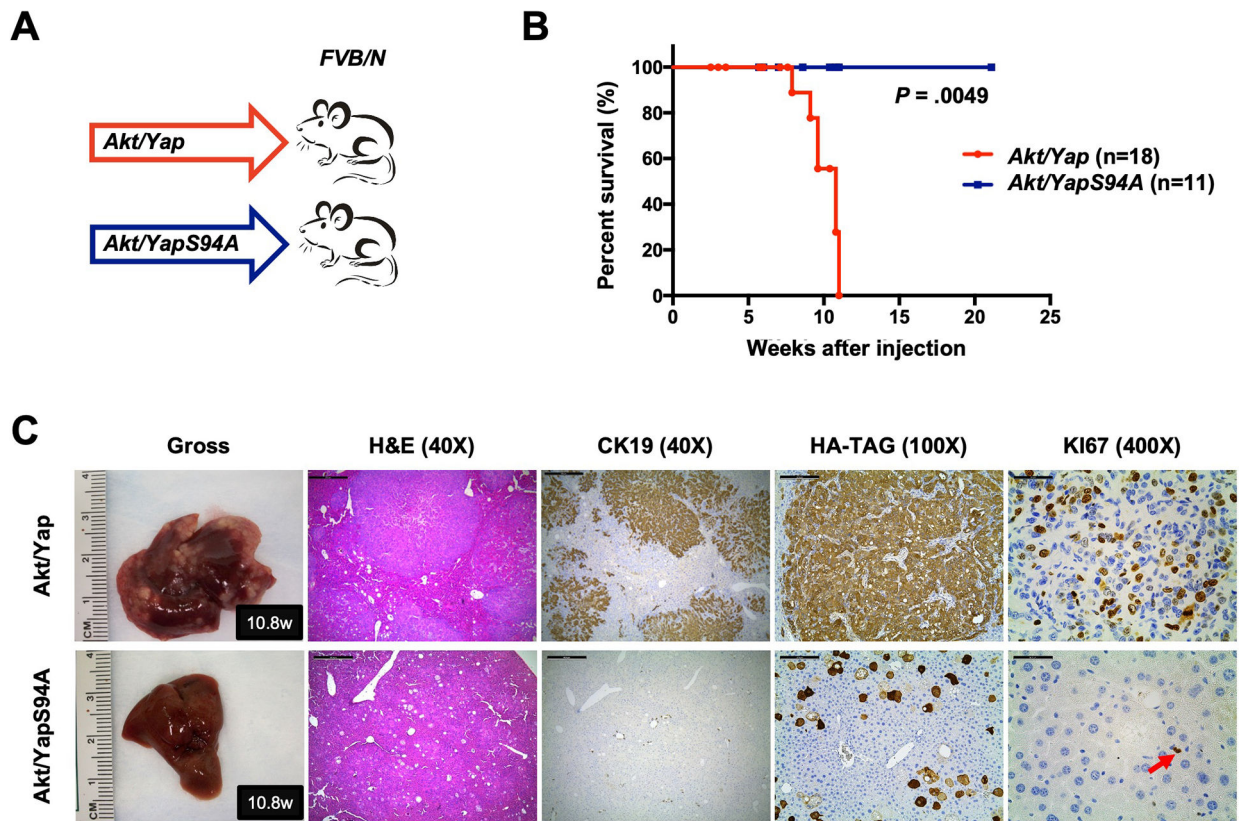 A
FVB/N
Akt/Yap
Akt/YapS94A
B
Percent survival (%)
100
80
60
40
20
0
0 5 10 15 20 25
Weeks after injection
P = .0049
Akt/Yap (n=18)
Akt/YapS94A (n=11)
C
Gross H&E (40X) CK19 (40X) HA-TAG (100X) KI67 (400X)
Akt/Yap
4
3
2
1
CM
10.8w
Akt/YapS94A
4
3
2
1
CM
10.8w